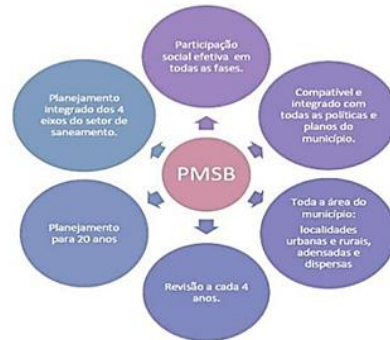 Participação
social efetiva em
todas as fases.
Compatível e
integrado com
todas as políticas e
planos do
município.
Toda a área do
município:
localidades
urbanas e rurais,
adensadas e
dispersas
Revisão a cada 4
anos.
Planejamento
para 20 anos
Planejamento
integrado dos 4
eixos do setor de
saneamento.
PMSB